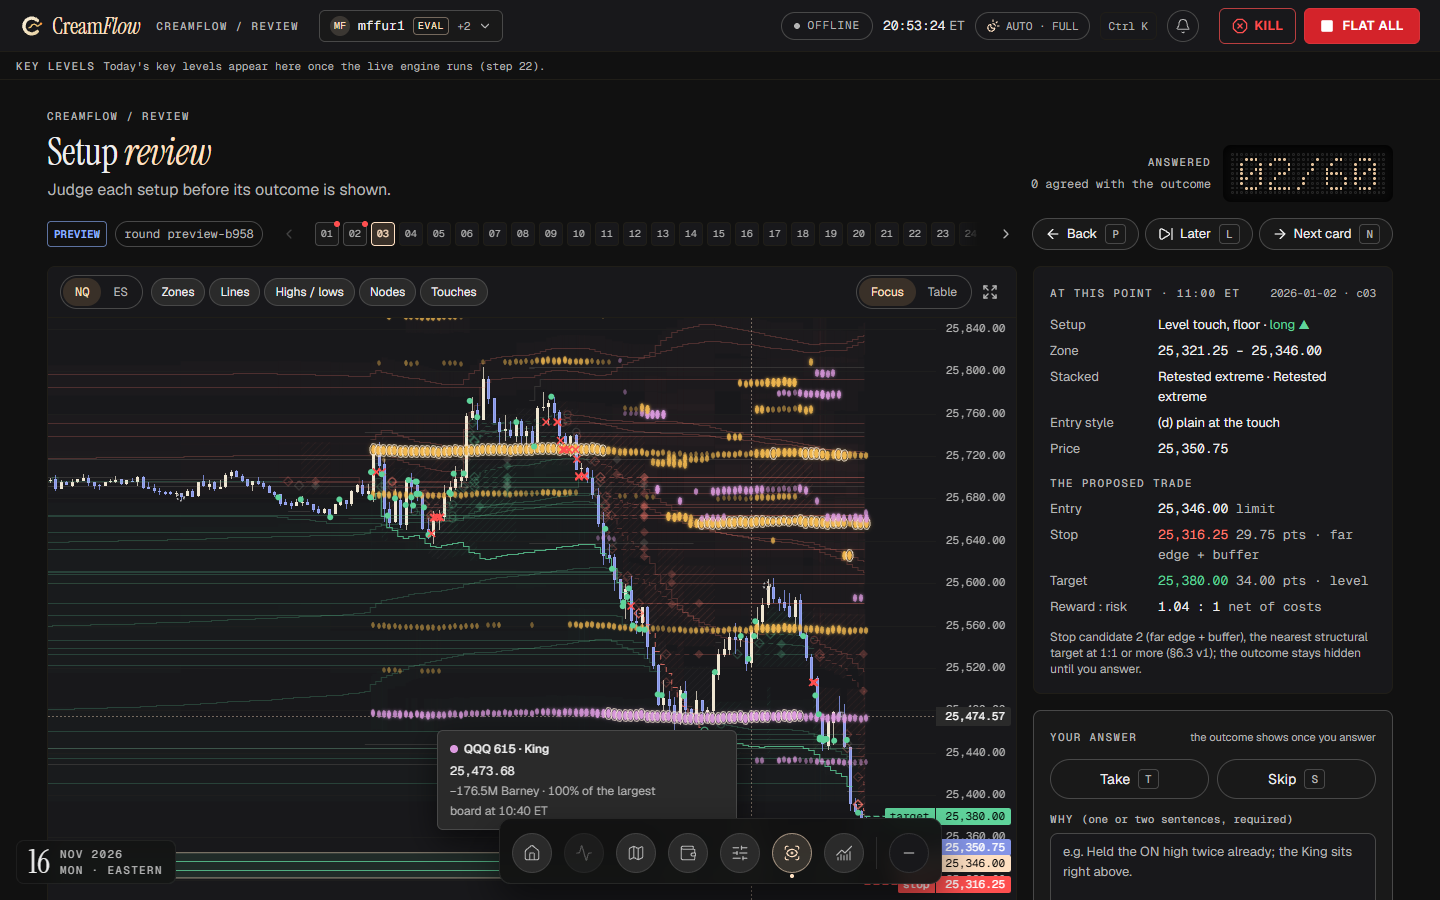 CreamFlow CREAMFLOW / REVIEW MF mffur1 EVAL +2 OFFLINE 20:53:24 ET AUTO · FULL Ctrl K KILL FLAT ALL
KEY LEVELS Today's key levels appear here once the live engine runs (step 22).
CREAMFLOW / REVIEW
Setup review
Judge each setup before its outcome is shown.
ANSWERED
0 agreed with the outcome
02/60
PREVIEW round preview-b958 01 02 03 04 05 06 07 08 09 10 11 12 13 14 15 16 17 18 19 20 21 22 23 24
Back P Later L Next card N
NQ ES Zones Lines Highs / lows Nodes Touches Focus Table
25,840.00
25,800.00
25,760.00
25,720.00
25,680.00
25,640.00
25,600.00
25,560.00
25,520.00
25,474.57
25,440.00
25,400.00
target 25,380.00
25,360.00
25,350.75
25,346.00
stop 25,316.25
QQQ 615 · King
25,473.68
−176.5M Barney · 100% of the largest
board at 10:40 ET
16 NOV 2026
MON · EASTERN
AT THIS POINT · 11:00 ET 2026-01-02 · c03
Setup Level touch, floor · long ▲
Zone 25,321.25 – 25,346.00
Stacked Retested extreme · Retested
extreme
Entry style (d) plain at the touch
Price 25,350.75
THE PROPOSED TRADE
Entry 25,346.00 limit
Stop 25,316.25 29.75 pts · far
edge + buffer
Target 25,380.00 34.00 pts · level
Reward : risk 1.04 : 1 net of costs
Stop candidate 2 (far edge + buffer), the nearest structural
target at 1:1 or more (§6.3 v1); the outcome stays hidden
until you answer.
YOUR ANSWER the outcome shows once you answer
Take T Skip S
WHY (one or two sentences, required)
e.g. Held the ON high twice already; the King sits
right above.